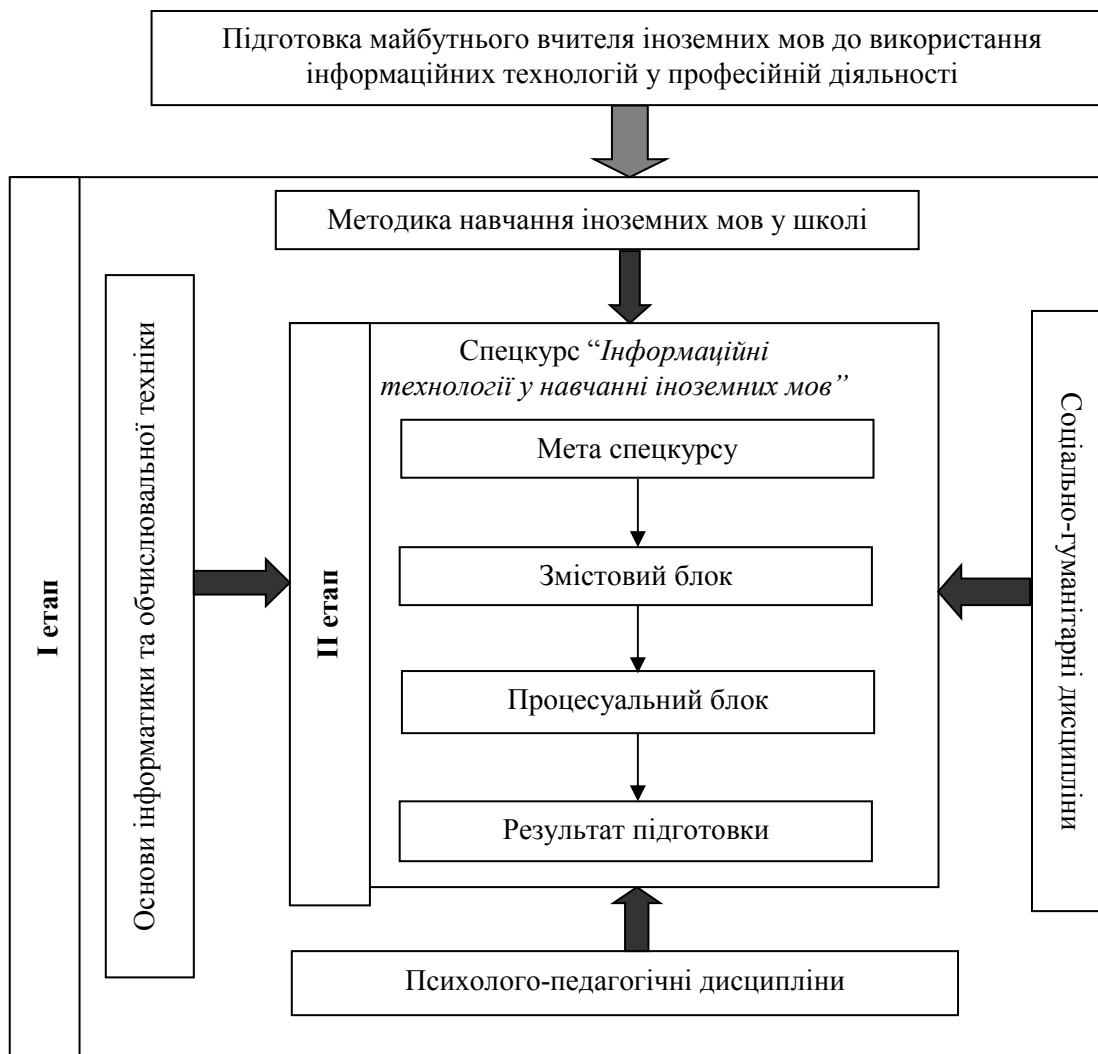 Підготовка майбутнього вчителя іноземних мов до використання
інформаційних технологій у професійній діяльності
Методика навчання іноземних мов у школі
І етап
Основи інформатики та обчислювальної техніки
ІІ етап
Спецкурс “Інформаційні
технології у навчанні іноземних мов”
Мета спецкурсу
Змістовий блок
Процесуальний блок
Результат підготовки
Соціально-гуманітарні дисципліни
Психолого-педагогічні дисципліни